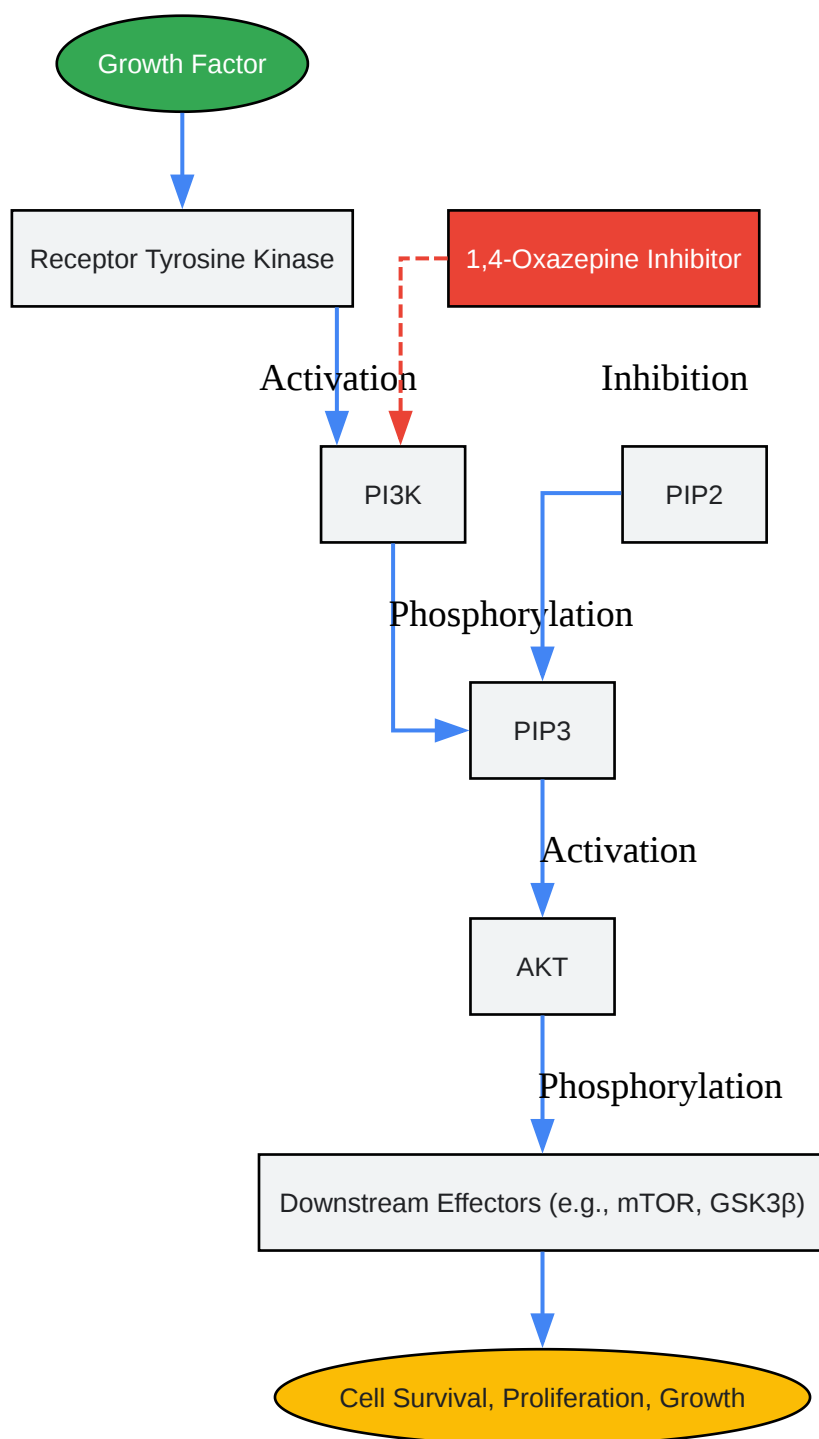 Growth Factor
Receptor Tyrosine Kinase
1,4-Oxazepine Inhibitor
Activation
Inhibition
PI3K
PIP2
Phosphorylation
PIP3
Activation
AKT
Phosphorylation
Downstream Effectors (e.g., mTOR, GSK3β)
Cell Survival, Proliferation, Growth